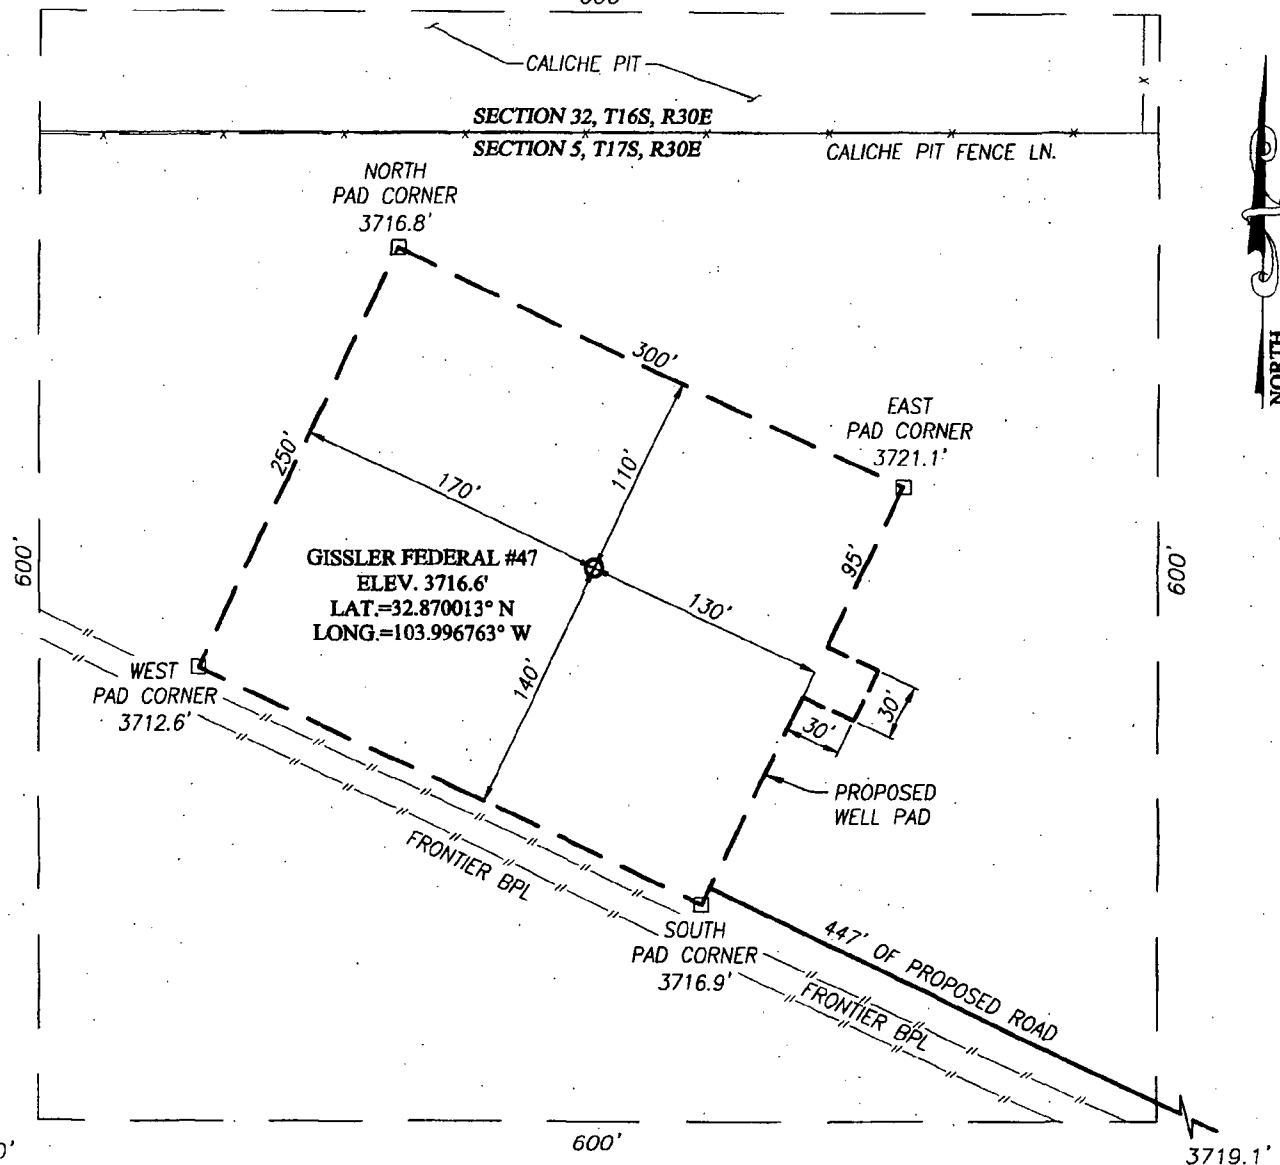 CALICHE PIT
SECTION 32, T16S, R30E
SECTION 5, T17S, R30E
CALICHE PIT FENCE LN.
NORTH
PAD CORNER
3716.8'
NORTH
300'
EAST
PAD CORNER
3721.1'
250'
110'
170'
95'
600'
600'
GISSLER FEDERAL #47
ELEV. 3716.6'
LAT.=32.870013° N
LONG.=103.996763° W
130'
WEST
PAD CORNER
3712.6'
140'
30'
30'
PROPOSED
WELL PAD
FRONTIER BPL
SOUTH
PAD CORNER
3716.9'
447' OF PROPOSED ROAD
FRONTIER BPL
600'
3719.1'